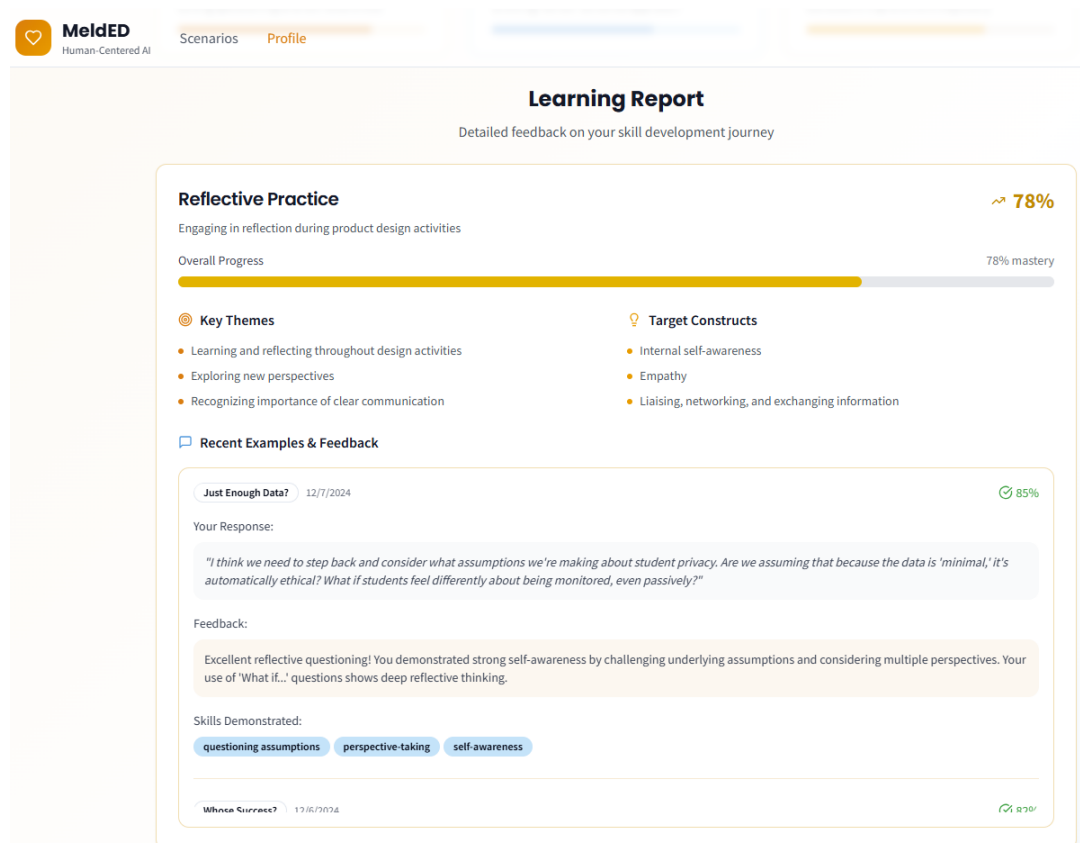 MeldED
Human-Centered AI
Scenarios
Profile
Learning Report
Detailed feedback on your skill development journey
Reflective Practice
78%
Engaging in reflection during product design activities
Overall Progress
78% mastery
Key Themes
Learning and reflecting throughout design activities
Exploring new perspectives
Recognizing importance of clear communication
Target Constructs
Internal self-awareness
Empathy
Liaising, networking, and exchanging information
Recent Examples & Feedback
Just Enough Data?
12/7/2024
85%
Your Response:
"I think we need to step back and consider what assumptions we're making about student privacy. Are we assuming that because the data is 'minimal,' it's
automatically ethical? What if students feel differently about being monitored, even passively?"
Feedback:
Excellent reflective questioning! You demonstrated strong self-awareness by challenging underlying assumptions and considering multiple perspectives. Your
use of 'What if...' questions shows deep reflective thinking.
Skills Demonstrated:
questioning assumptions
perspective-taking
self-awareness
Whose Success?
12/6/2024
82%